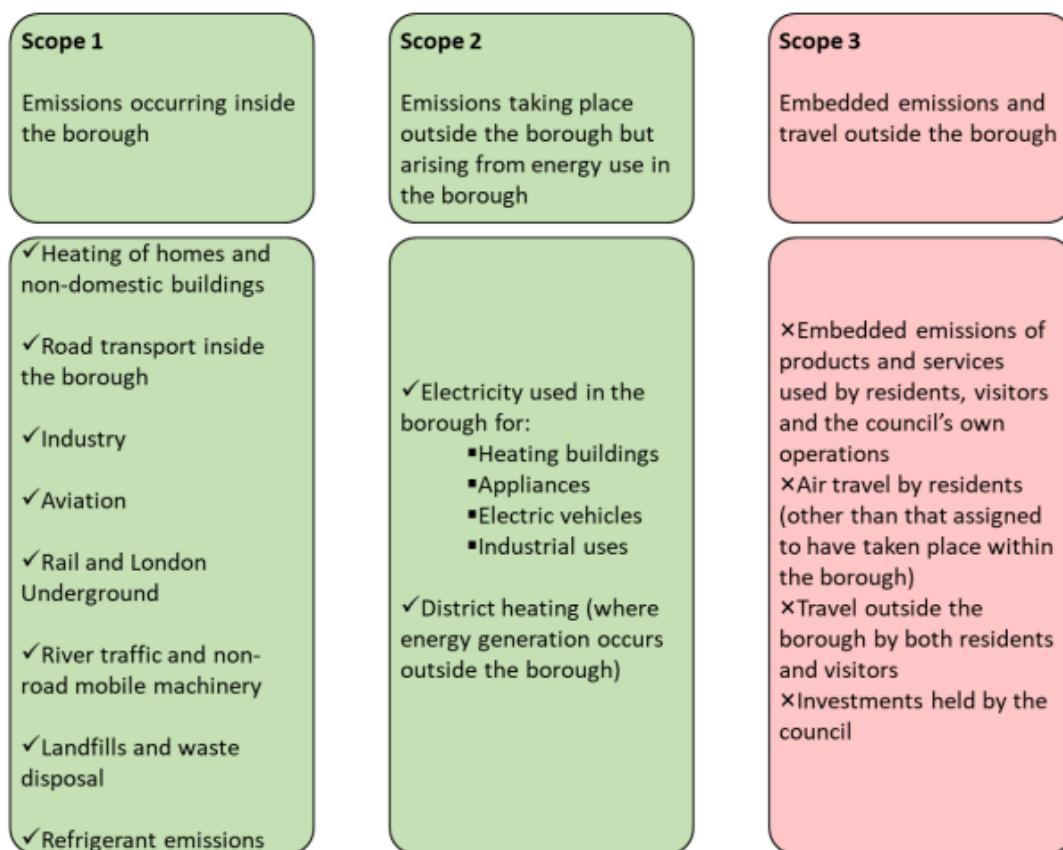 Scope 1
Emissions occurring inside
the borough
✓Heating of homes and
non-domestic buildings
✓Road transport inside
the borough
✓Industry
✓Aviation
✓Rail and London
Underground
✓River traffic and non-
road mobile machinery
✓Landfills and waste
disposal
✓Refrigerant emissions
Scope 2
Emissions taking place
outside the borough but
arising from energy use in
the borough
✓Electricity used in the
borough for:
▪Heating buildings
▪Appliances
▪Electric vehicles
▪Industrial uses
✓District heating (where
energy generation occurs
outside the borough)
Scope 3
Embedded emissions and
travel outside the borough
×Embedded emissions of
products and services
used by residents, visitors
and the council’s own
operations
×Air travel by residents
(other than that assigned
to have taken place within
the borough)
×Travel outside the
borough by both residents
and visitors
×Investments held by the
council